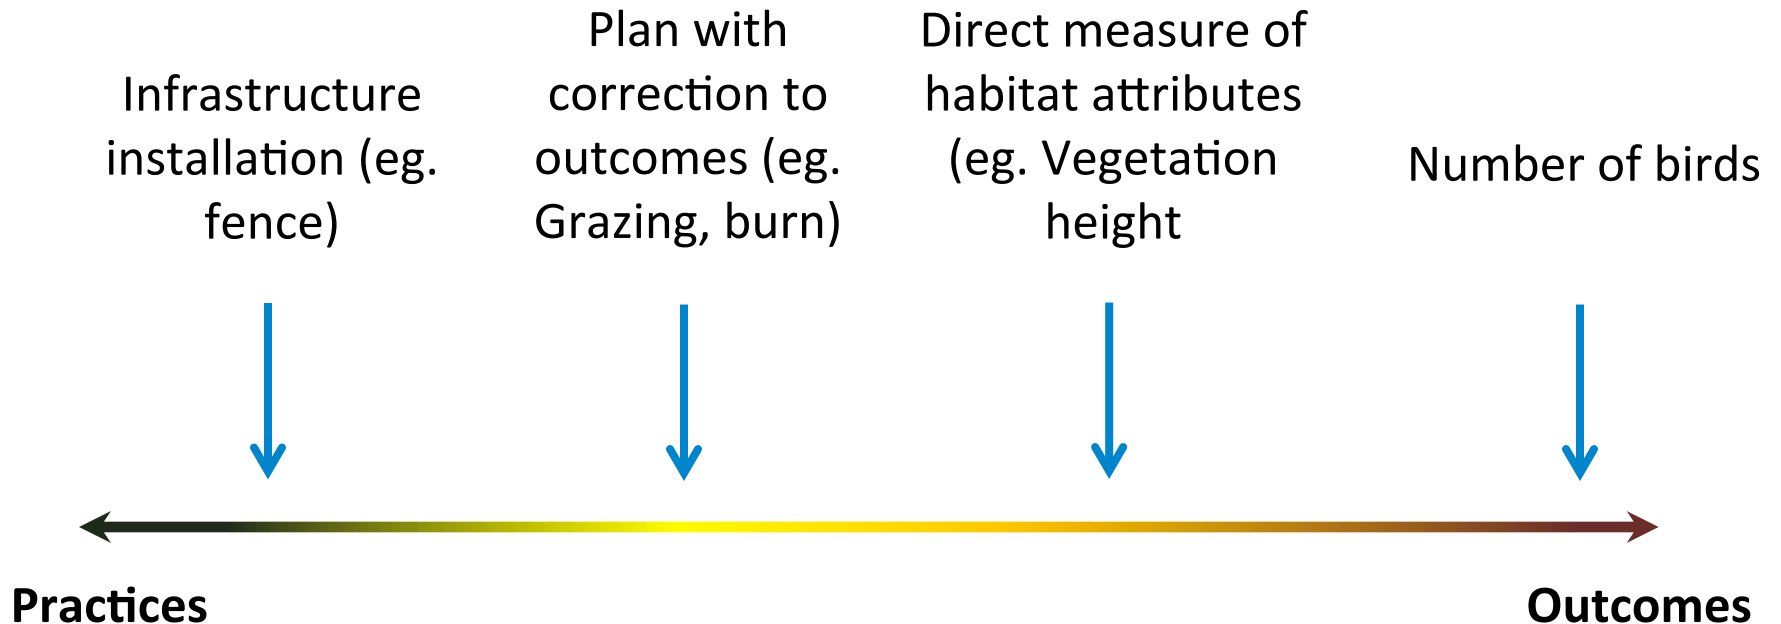 Infrastructure
installation (eg.
fence)
Plan with
correction to
outcomes (eg.
Grazing, burn)
Direct measure of
habitat attributes
(eg. Vegetation
height
Number of birds
Practices
Outcomes